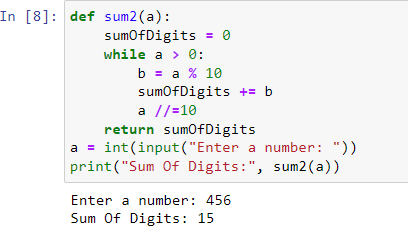 In [8]: def sum2(a):
    sumOfDigits = 0
    while a > 0:
        b = a % 10
        sumOfDigits += b
        a //=10
    return sumOfDigits
a = int(input("Enter a number: "))
print("Sum Of Digits:", sum2(a))
Enter a number: 456
Sum Of Digits: 15